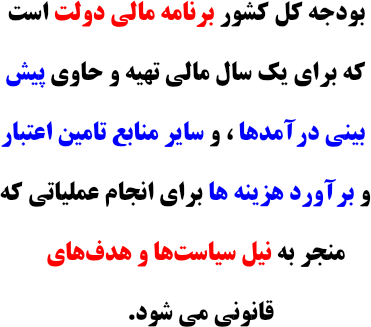 بودجه کل کشور برنامه مالی دولت است
که برای یک سال مالی تهیه و حاوی پیش
بینی درآمدها ، و سایر منابع تامین اعتبار
و برآورد هزینه ها برای انجام عملیاتی که
منجر به نیل سیاست‌ها و هدف‌های
قانونی می شود.